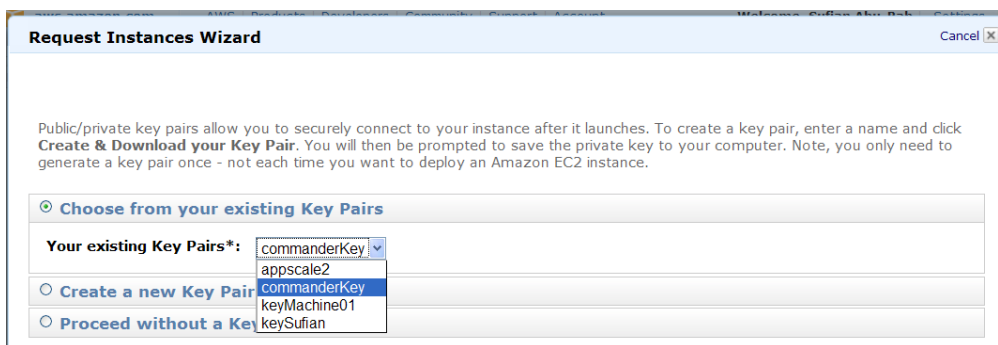 Request Instances Wizard
Cancel
Public/private key pairs allow you to securely connect to your instance after it launches. To create a key pair, enter a name and click
Create & Download your Key Pair. You will then be prompted to save the private key to your computer. Note, you only need to
generate a key pair once - not each time you want to deploy an Amazon EC2 instance.
Choose from your existing Key Pairs
Your existing Key Pairs*: commanderKey
appscale2
commanderKey
keyMachine01
keySufian
Create a new Key Pair
Proceed without a Key